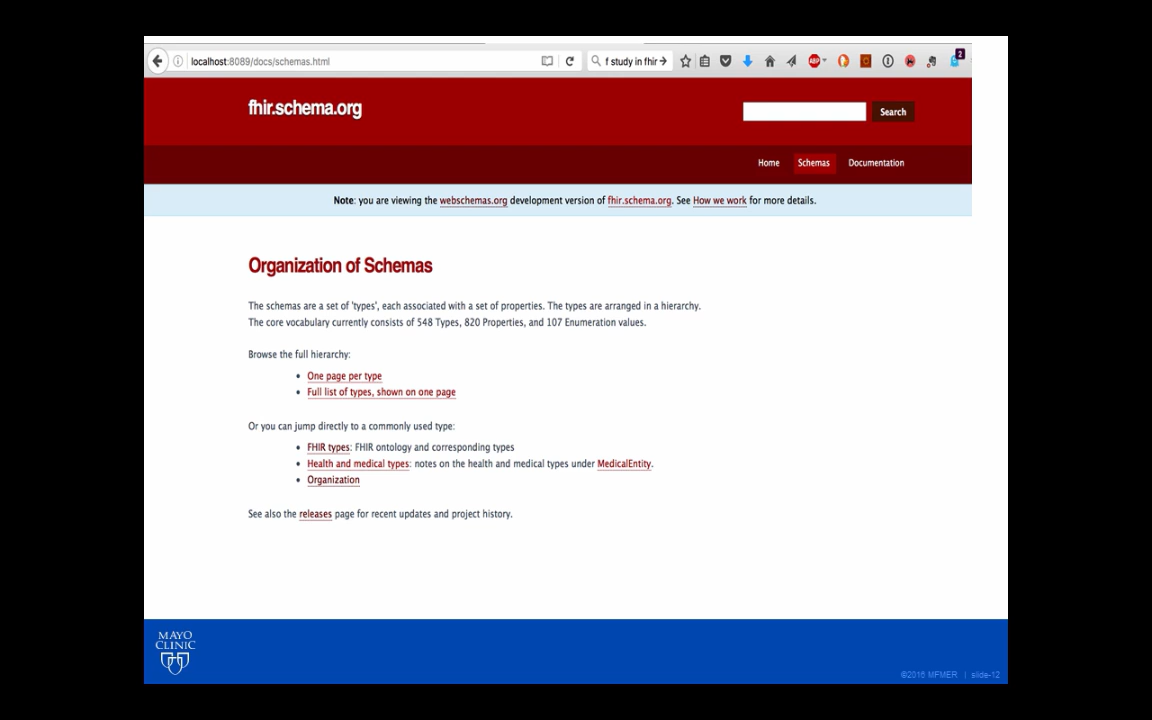 localhost:8089/docs/schemas.html
f study in fhir
ABP
2
fhir.schema.org
Search
Home Schemas Documentation
Note: you are viewing the webschemas.org development version of fhir.schema.org. See How we work for more details.
Organization of Schemas
The schemas are a set of 'types', each associated with a set of properties. The types are arranged in a hierarchy.
The core vocabulary currently consists of 548 Types, 820 Properties, and 107 Enumeration values.
Browse the full hierarchy:
• One page per type
• Full list of types, shown on one page
Or you can jump directly to a commonly used type:
• FHIR types: FHIR ontology and corresponding types
• Health and medical types: notes on the health and medical types under MedicalEntity.
• Organization
See also the releases page for recent updates and project history.
MAYO
CLINIC
©2016 MFMER | slide-12